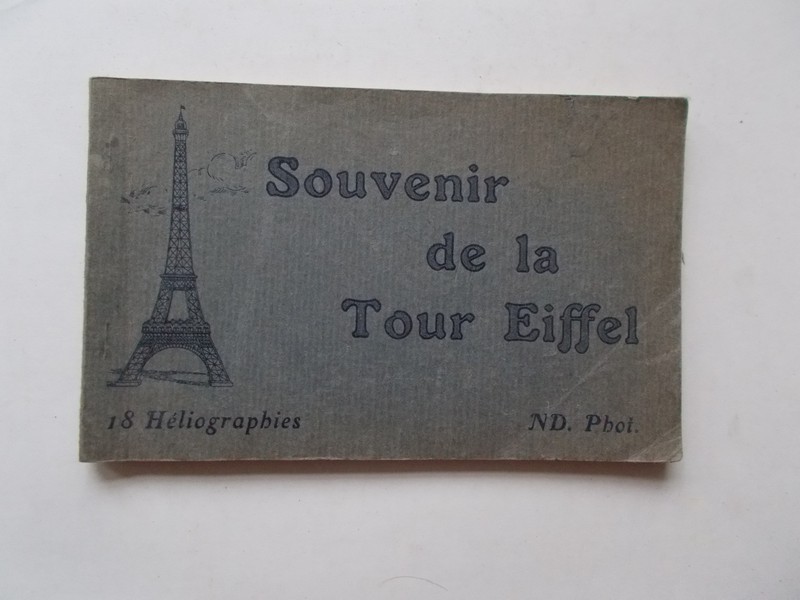 Souvenir
de la
Tour Eiffel
18 Héliographies
ND. Phot.